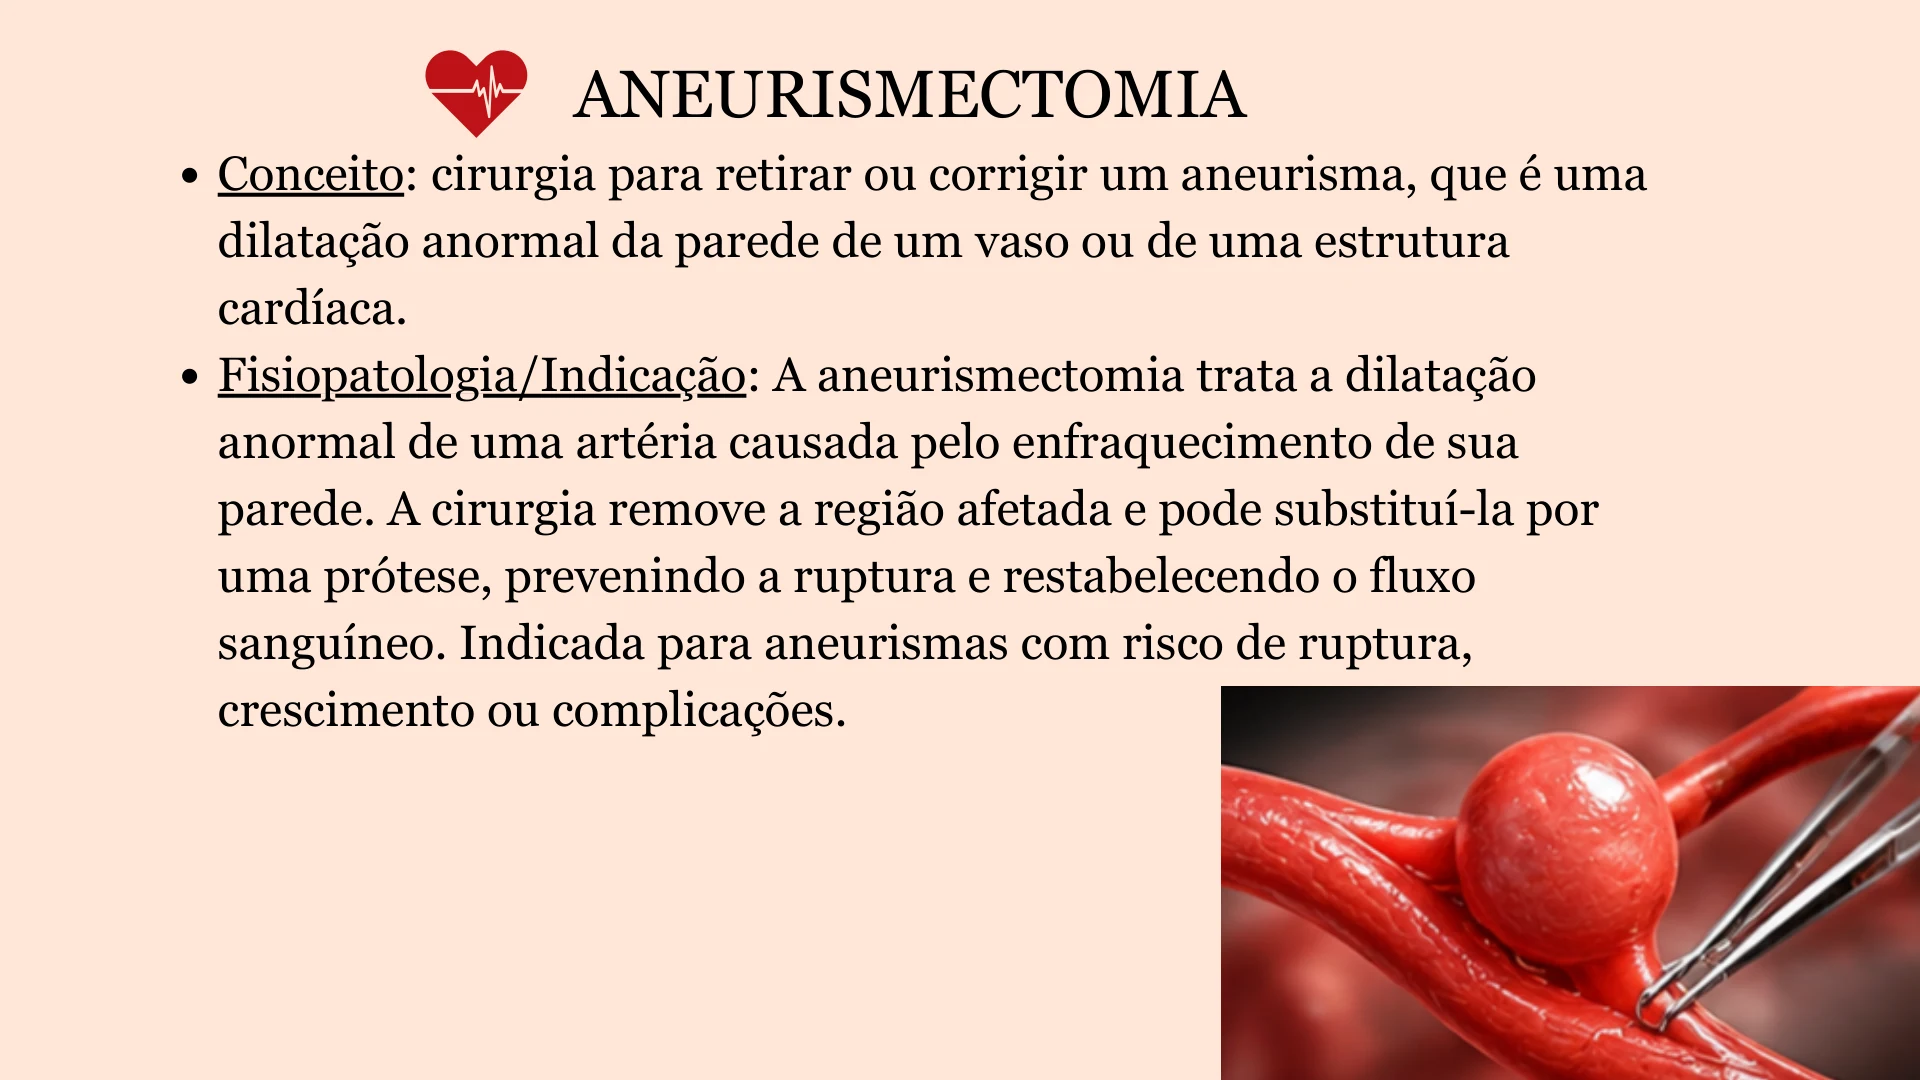 ANEURISMECTOMIA
• Conceito: cirurgia para retirar ou corrigir um aneurisma, que é uma
dilatação anormal da parede de um vaso ou de uma estrutura
cardíaca.
• Fisiopatologia/Indicação: A aneurismectomia trata a dilatação
anormal de uma artéria causada pelo enfraquecimento de sua
parede. A cirurgia remove a região afetada e pode substituí-la por
uma prótese, prevenindo a ruptura e restabelecendo o fluxo
sanguíneo. Indicada para aneurismas com risco de ruptura,
crescimento ou complicações.